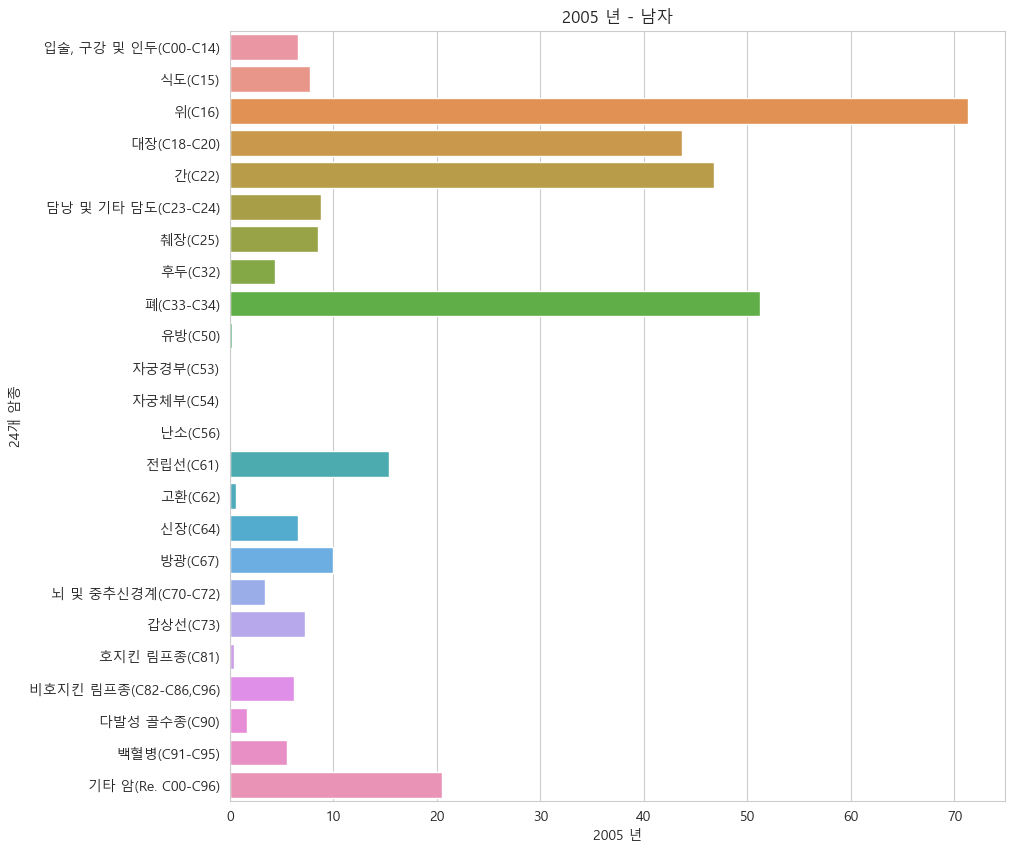 2005 년 - 남자
입술, 구강 및 인두(C00-C14)
식도(C15)
위(C16)
대장(C18-C20)
간(C22)
담낭 및 기타 담도(C23-C24)
췌장(C25)
후두(C32)
폐(C33-C34)
유방(C50)
자궁경부(C53)
자궁체부(C54)
난소(C56)
전립선(C61)
고환(C62)
신장(C64)
방광(C67)
뇌 및 중추신경계(C70-C72)
갑상선(C73)
호지킨 림프종(C81)
비호지킨 림프종(C82-C86,C96)
다발성 골수종(C90)
백혈병(C91-C95)
기타 암(Re. C00-C96)
24개 암종
0 10 20 30 40 50 60 70
2005 년